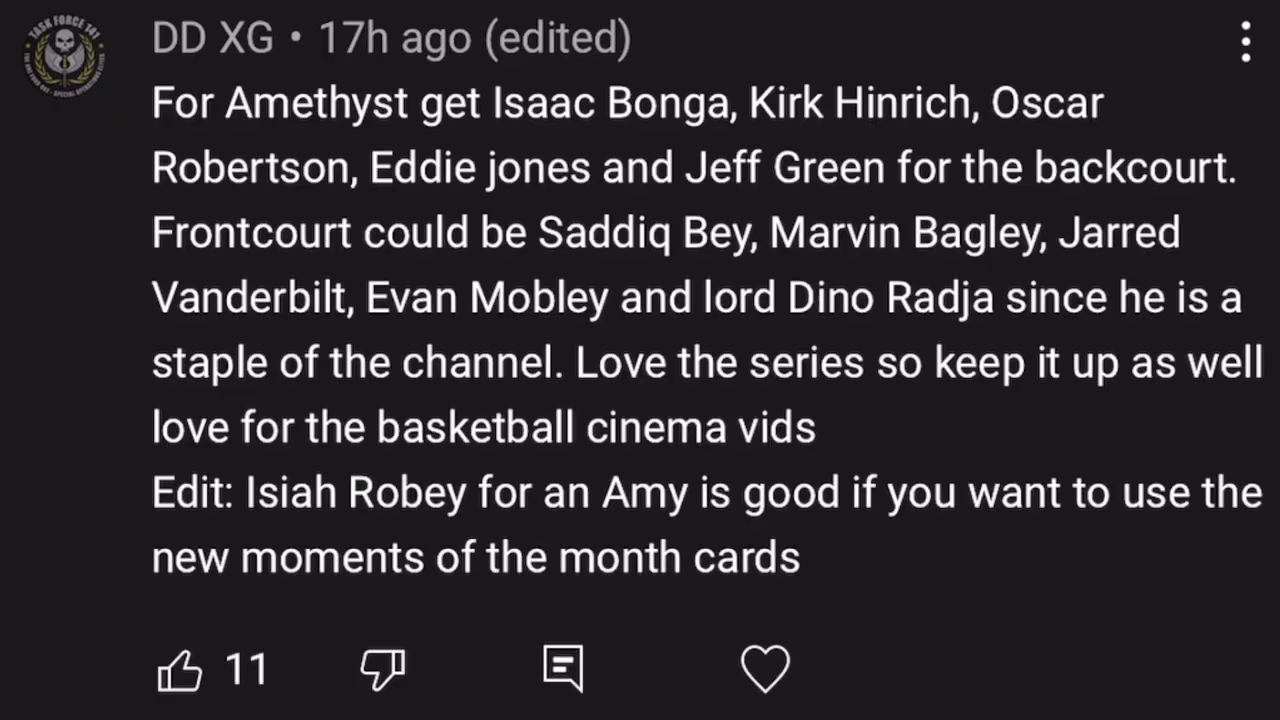 TASK FORCE 141
DD XG • 17h ago (edited)
For Amethyst get Isaac Bonga, Kirk Hinrich, Oscar
Robertson, Eddie jones and Jeff Green for the backcourt.
Frontcourt could be Saddiq Bey, Marvin Bagley, Jarred
Vanderbilt, Evan Mobley and lord Dino Radja since he is a
staple of the channel. Love the series so keep it up as well
love for the basketball cinema vids
Edit: Isiah Robey for an Amy is good if you want to use the
new moments of the month cards
11